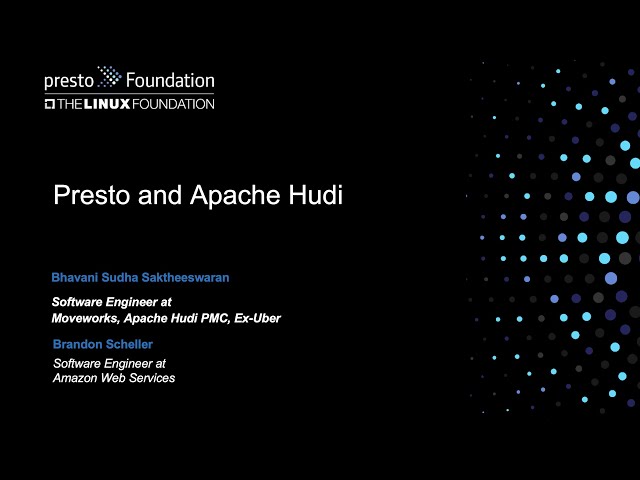 presto Foundation
THE LINUX FOUNDATION
Presto and Apache Hudi
Bhavani Sudha Saktheeswaran
Software Engineer at
Moveworks, Apache Hudi PMC, Ex-Uber
Brandon Scheller
Software Engineer at
Amazon Web Services